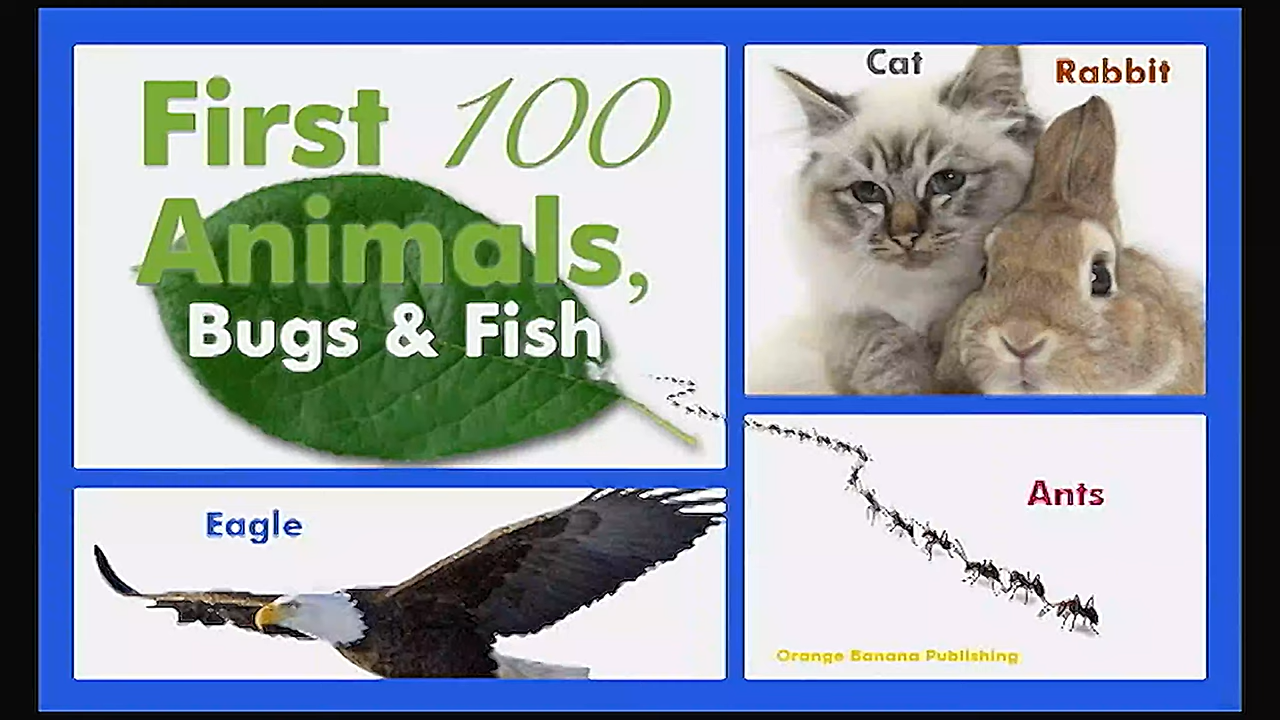 First 100
Animals,
Bugs & Fish
Cat
Rabbit
Eagle
Ants
Orange Banana Publishing